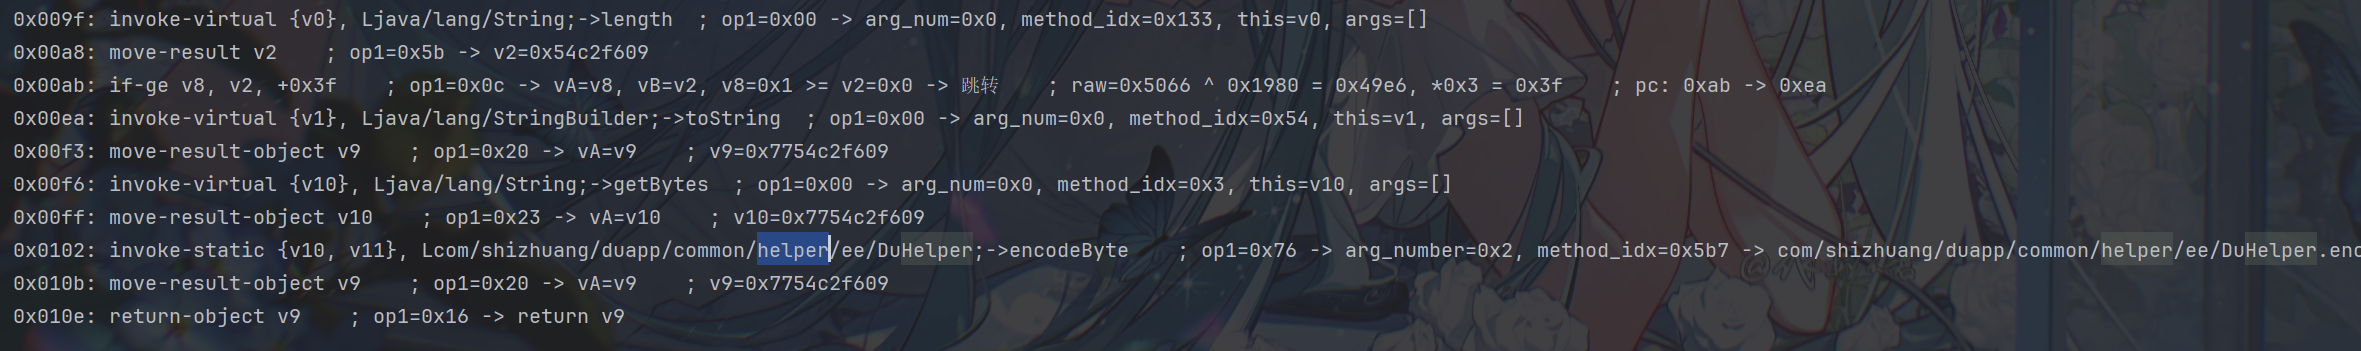 0x009f: invoke-virtual {v0}, Ljava/lang/String;->length  ; op1=0x00 -> arg_num=0x0, method_idx=0x133, this=v0, args=[]
0x00a8: move-result v2    ; op1=0x5b -> v2=0x54c2f609
0x00ab: if-ge v8, v2, +0x3f    ; op1=0x0c -> vA=v8, vB=v2, v8=0x1 >= v2=0x0 -> 跳转    ; raw=0x5066 ^ 0x1980 = 0x49e6, *0x3 = 0x3f    ; pc: 0xab -> 0xea
0x00ea: invoke-virtual {v1}, Ljava/lang/StringBuilder;->toString  ; op1=0x00 -> arg_num=0x0, method_idx=0x54, this=v1, args=[]
0x00f3: move-result-object v9    ; op1=0x20 -> vA=v9    ; v9=0x7754c2f609
0x00f6: invoke-virtual {v10}, Ljava/lang/String;->getBytes  ; op1=0x00 -> arg_num=0x0, method_idx=0x3, this=v10, args=[]
0x00ff: move-result-object v10    ; op1=0x23 -> vA=v10    ; v10=0x7754c2f609
0x0102: invoke-static {v10, v11}, Lcom/shizhuang/duapp/common/helper/ee/DuHelper;->encodeByte    ; op1=0x76 -> arg_number=0x2, method_idx=0x5b7 -> com/shizhuang/duapp/common/helper/ee/DuHelper.enc
0x010b: move-result-object v9    ; op1=0x20 -> vA=v9    ; v9=0x7754c2f609
0x010e: return-object v9    ; op1=0x16 -> return v9